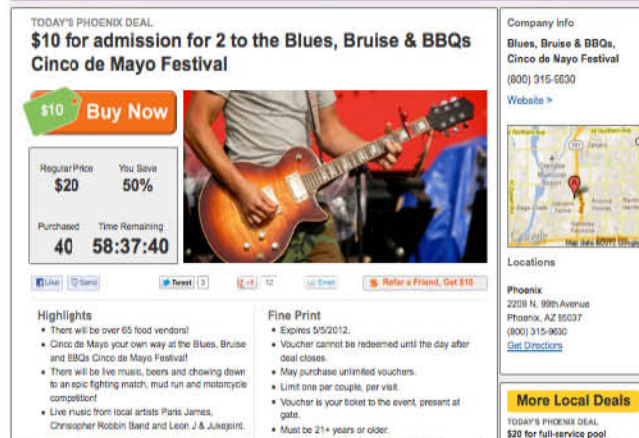 TODAY'S PHOENIX DEAL
$10 for admission for 2 to the Blues, Bruise & BBQs
Cinco de Mayo Festival
$10 Buy Now
Regular Price You Save
$20 50%
Purchased Time Remaining
40 58:37:40
Like Send Tweet 3 +1 12 Email Refer a Friend, Get $10
Highlights
There will be over 65 food vendors!
Cinco de Mayo your own way at the Blues, Bruise
and BBQs Cinco de Mayo Festival!
There will be live music, beers and chowing down
to an epic fighting match, mud run and motorcycle
competition!
Live music from local artists Paris James,
Christopher Robbin Band and Leon J & Jukejoint.
Fine Print
Expires 5/5/2012.
Voucher cannot be redeemed until the day after
deal closes.
May purchase unlimited vouchers.
Limit one per couple, per visit.
Voucher is your ticket to the event, present at
gate.
Must be 21+ years or older.
Company Info
Blues, Bruise & BBQs,
Cinco de Mayo Festival
(800) 315-9630
Website >
Locations
Phoenix
2209 N. 99th Avenue
Phoenix, AZ 85037
(800) 315-9630
Get Directions
More Local Deals
TODAY'S PHOENIX DEAL
$20 for full-service pool